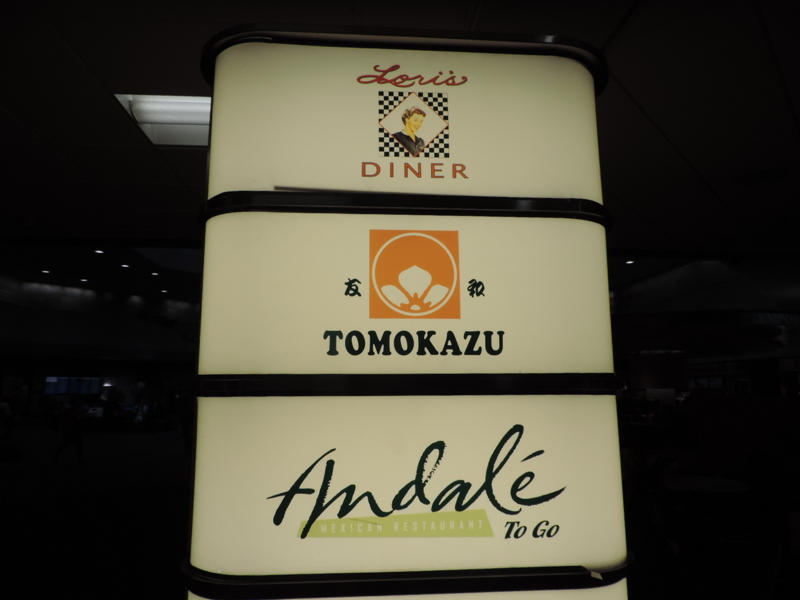 Lori's
DINER
友 和
TOMOKAZU
Andalé
MEXICAN RESTAURANT
To Go